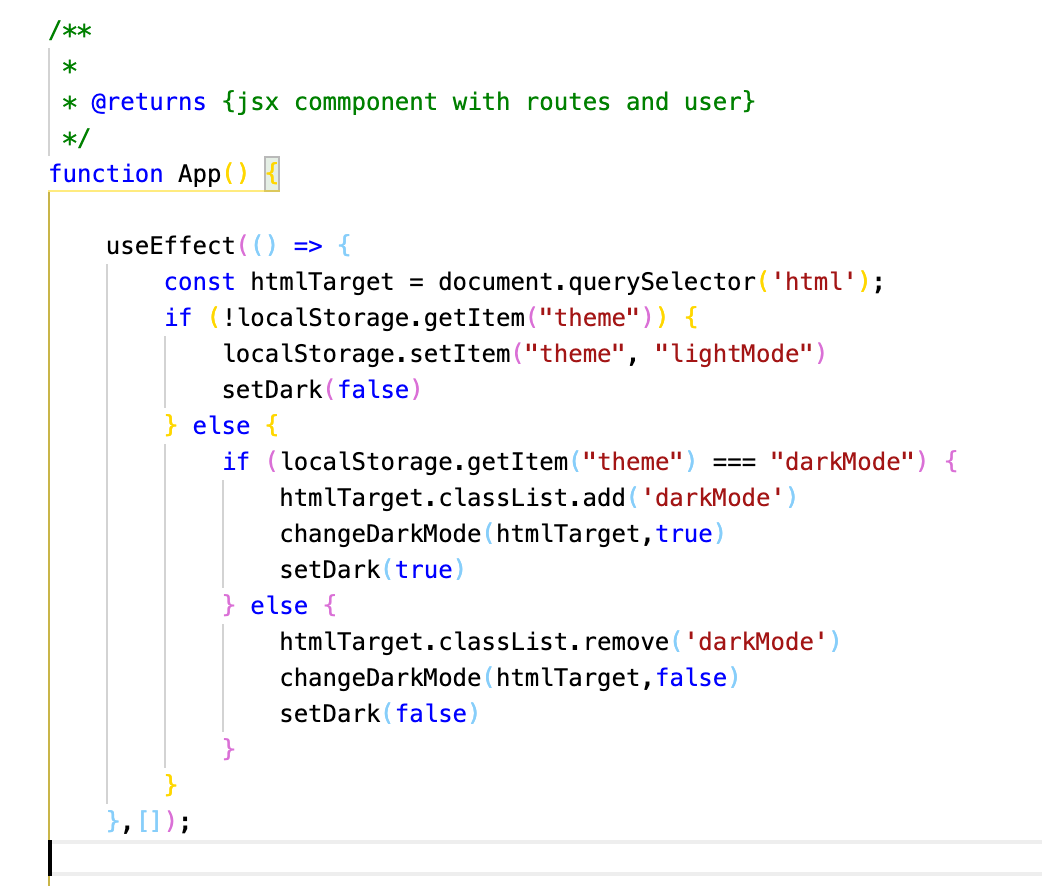 /**
*
* @returns {jsx commponent with routes and user}
*/
function App() {
useEffect(() => {
const htmlTarget = document.querySelector('html');
if (!localStorage.getItem("theme")) {
localStorage.setItem("theme", "lightMode")
setDark(false)
} else {
if (localStorage.getItem("theme") === "darkMode") {
htmlTarget.classList.add('darkMode')
changeDarkMode(htmlTarget,true)
setDark(true)
} else {
htmlTarget.classList.remove('darkMode')
changeDarkMode(htmlTarget,false)
setDark(false)
}
}
},[]);